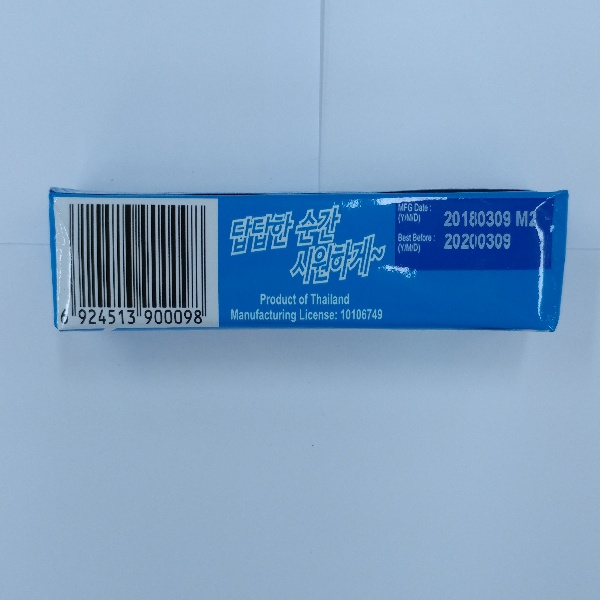 답답한 순간
시원하게~
Product of Thailand
Manufacturing License: 10106749
MFG Date :
(Y/M/D)
20180309 M2
Best Before :
(Y/M/D)
20200309
6 924513 900098